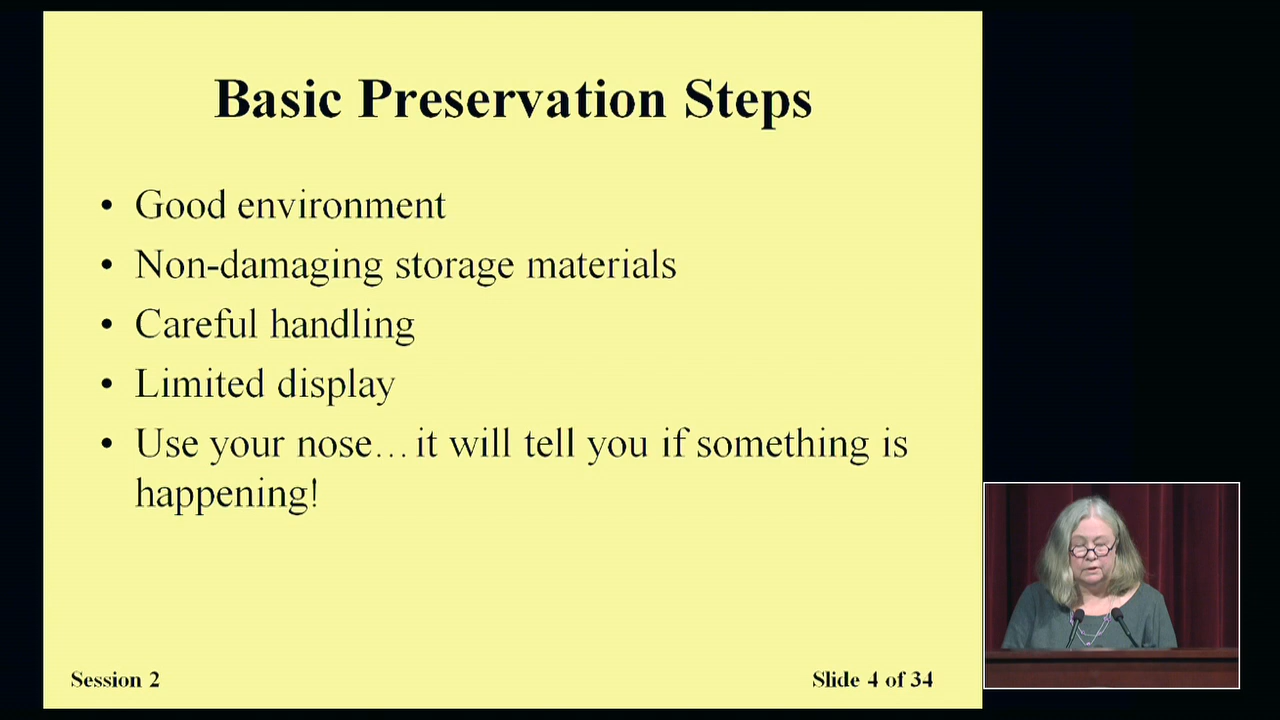 Basic Preservation Steps
• Good environment
• Non-damaging storage materials
• Careful handling
• Limited display
• Use your nose…it will tell you if something is
happening!
Session 2
Slide 4 of 34